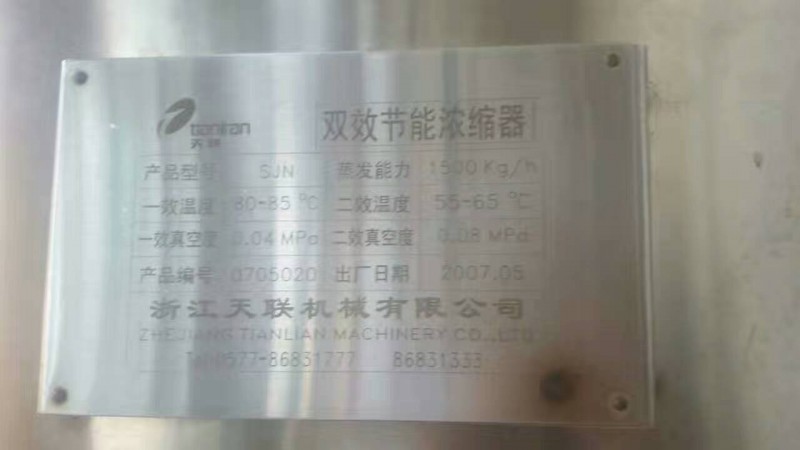 tianlian
天联
双效节能浓缩器
产品型号 SJN 蒸发能力 1500 Kg/h
一效温度 80-85 ℃ 二效温度 55-65 ℃
一效真空度 0.04 MPa 二效真空度 0.08 MPa
产品编号 0705020 出厂日期 2007.05
浙江天联机械有限公司
ZHEJIANG TIANLIAN MACHINERY CO.,LTD
Tel:0577-86831777 86831333